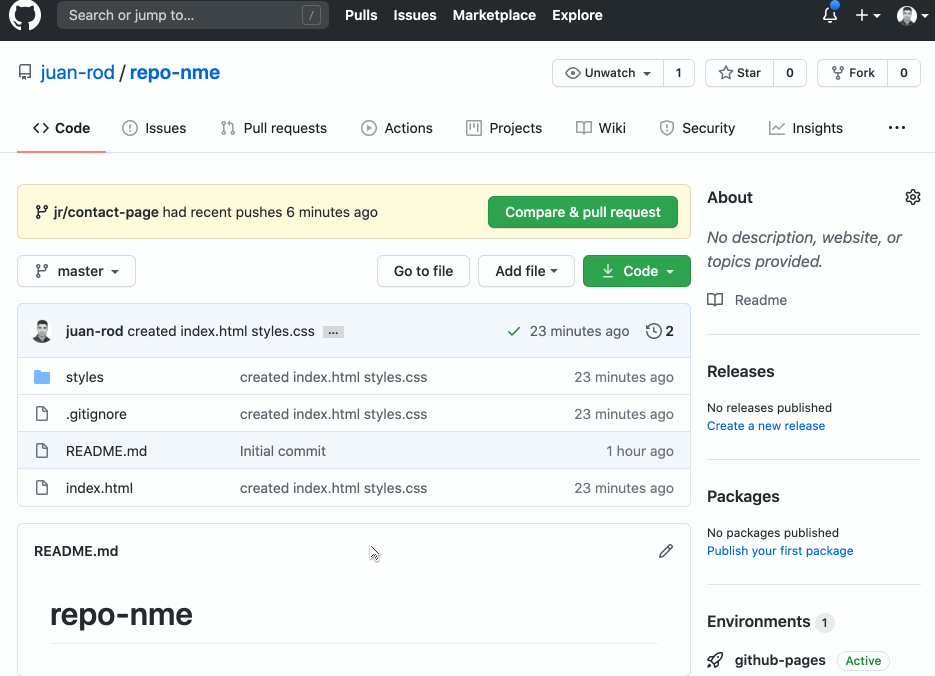 Search or jump to... /
Pulls Issues Marketplace Explore
juan-rod / repo-nme
Unwatch 1
Star 0
Fork 0
Code Issues Pull requests Actions Projects Wiki Security Insights ...
jr/contact-page had recent pushes 6 minutes ago
Compare & pull request
master
Go to file
Add file
Code
juan-rod created index.html styles.css ... 23 minutes ago 2
styles created index.html styles.css 23 minutes ago
.gitignore created index.html styles.css 23 minutes ago
README.md Initial commit 1 hour ago
index.html created index.html styles.css 23 minutes ago
README.md
repo-nme
About
No description, website, or
topics provided.
Readme
Releases
No releases published
Create a new release
Packages
No packages published
Publish your first package
Environments 1
github-pages Active